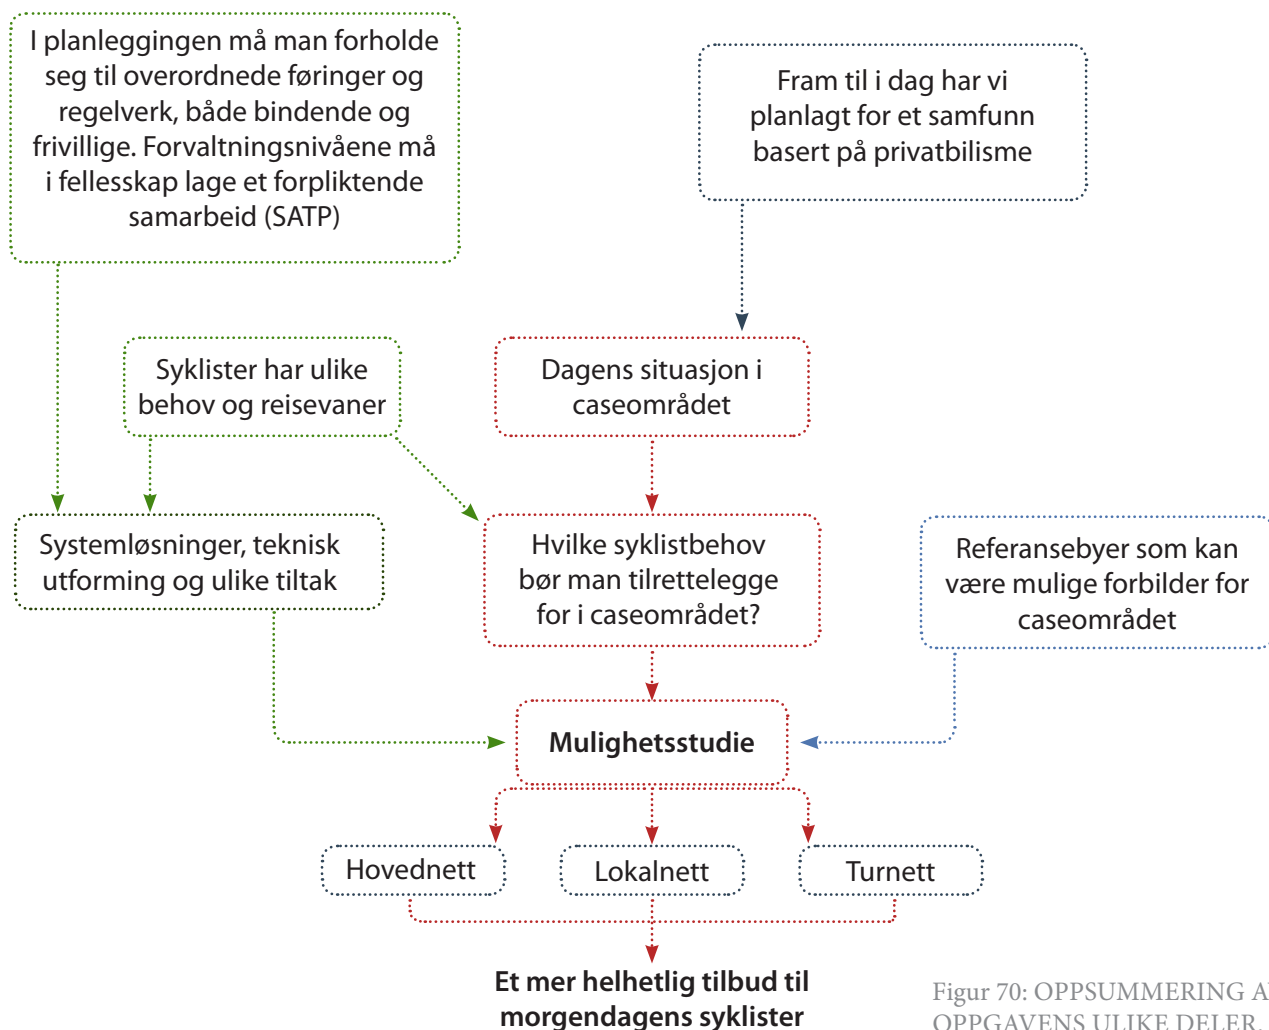 I planleggingen må man forholde
seg til overordnede føringer og
regelverk, både bindende og
frivillige. Forvaltningsnivåene må
i fellesskap lage et forpliktende
samarbeid (SATP)
Fram til i dag har vi
planlagt for et samfunn
basert på privatbilisme
Syklister har ulike
behov og reisevaner
Dagens situasjon i
caseområdet
Systemløsninger, teknisk
utforming og ulike tiltak
Hvilke syklistbehov
bør man tilrettelegge
for i caseområdet?
Referansebyer som kan
være mulige forbilder for
caseområdet
Mulighetsstudie
Hovednett
Lokalnett
Turnett
Et mer helhetlig tilbud til
morgendagens syklister
Figur 70: OPPSUMMERING
OPPGAVENS ULIKE DELER.